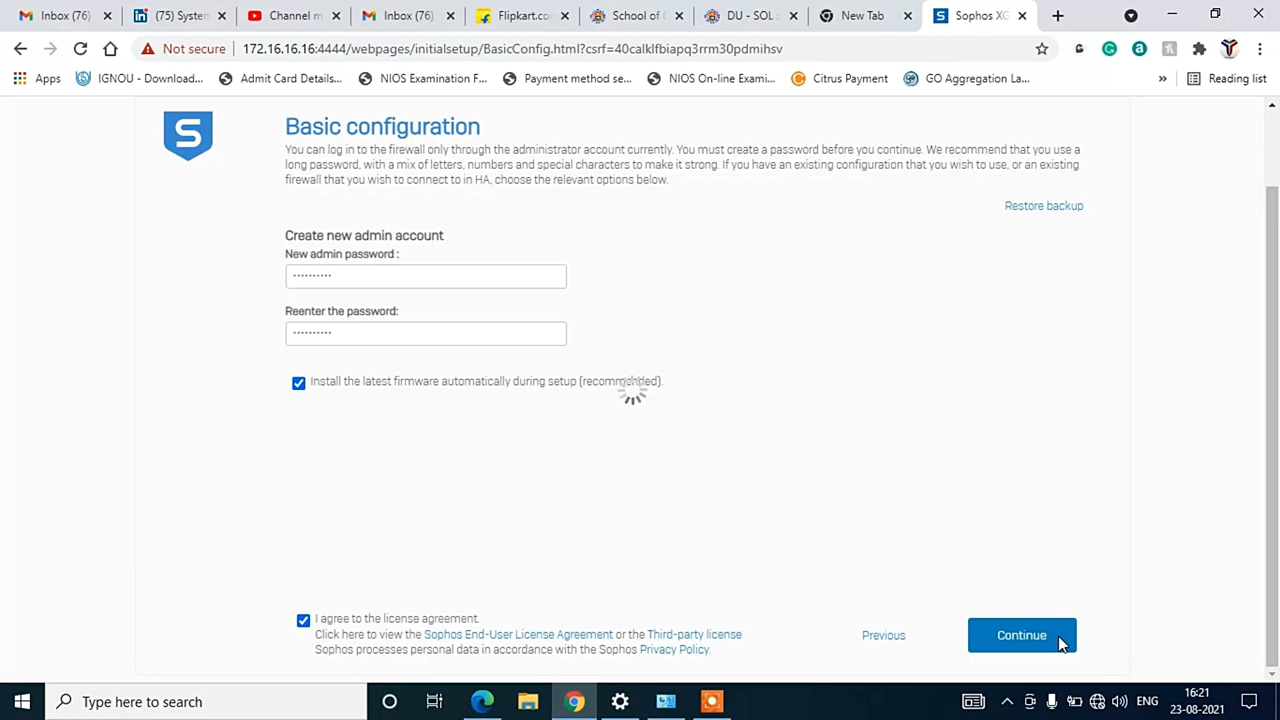 Inbox (76)
(75) System
Channel m
Inbox (76)
Flipkart.co
School of
DU - SOL
New Tab
Sophos XG
Not secure
172.16.16.16:4444/webpages/initialsetup/BasicConfig.html?csrf=40calklfbiapq3rrm30pdmihsv
Apps
IGNOU - Download...
Admit Card Details...
NIOS Examination F...
Payment method se...
NIOS On-line Exami...
Citrus Payment
GO Aggregation La...
»
Reading list
S
Basic configuration
You can log in to the firewall only through the administrator account currently. You must create a password before you continue. We recommend that you use a
long password, with a mix of letters, numbers and special characters to make it strong. If you have an existing configuration that you wish to use, or an existing
firewall that you wish to connect to in HA, choose the relevant options below.
Restore backup
Create new admin account
New admin password :
Reenter the password:
Install the latest firmware automatically during setup (recommended).
I agree to the license agreement.
Click here to view the Sophos End-User License Agreement or the Third-party license
Sophos processes personal data in accordance with the Sophos Privacy Policy.
Previous
Continue
Type here to search
ENG
16:21
23-08-2021